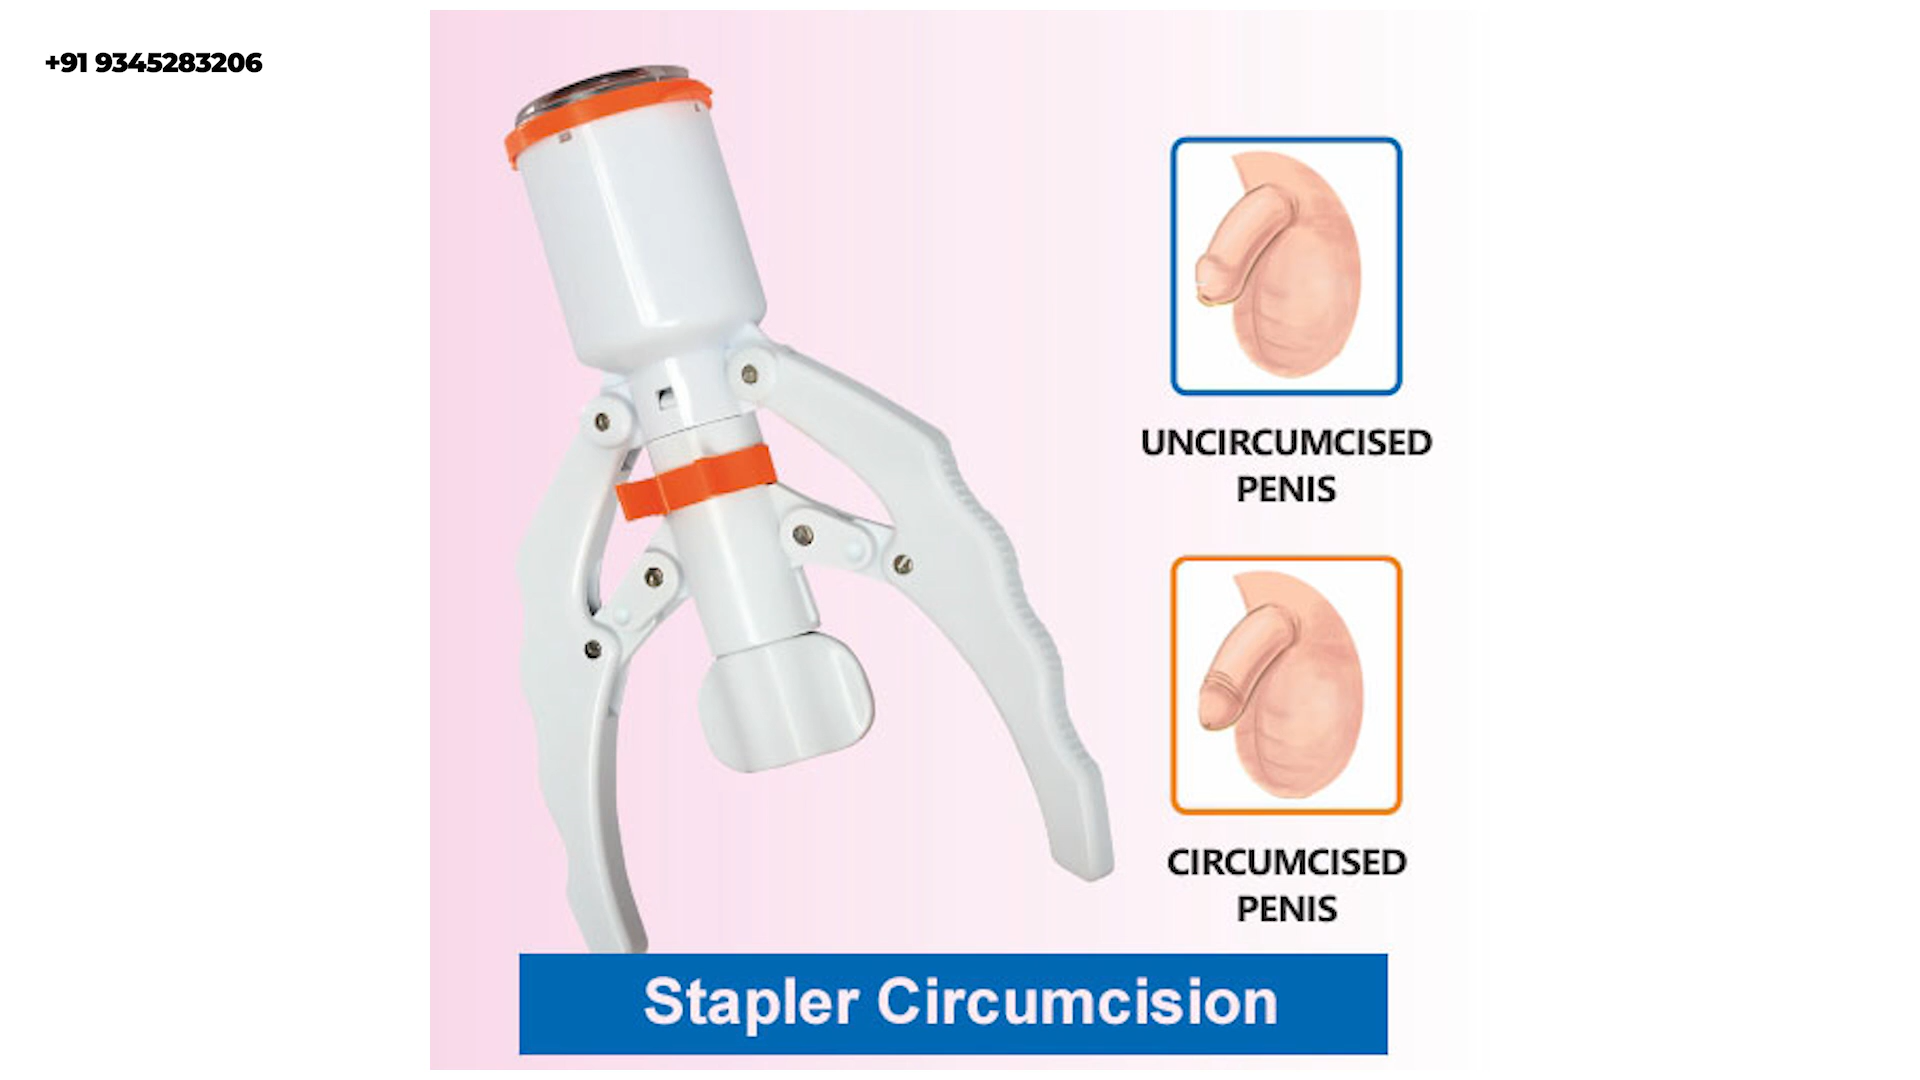 +91 9345283206
UNCIRCUMCISED
PENIS
CIRCUMCISED
PENIS
Stapler Circumcision